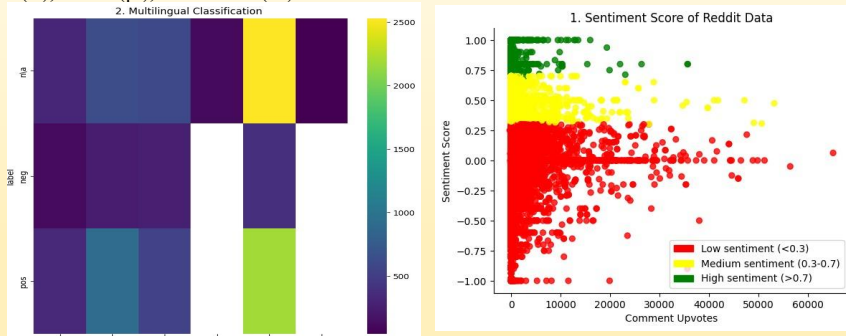 2. Multilingual Classification
2500
2000
1500
1000
500
label
neg
pos
1. Sentiment Score of Reddit Data
Sentiment Score
1.00
0.75
0.50
0.25
0.00
−0.25
−0.50
−0.75
−1.00
Low sentiment (<0.3)
Medium sentiment (0.3-0.7)
High sentiment (>0.7)
0 10000 20000 30000 40000 50000 60000
Comment Upvotes